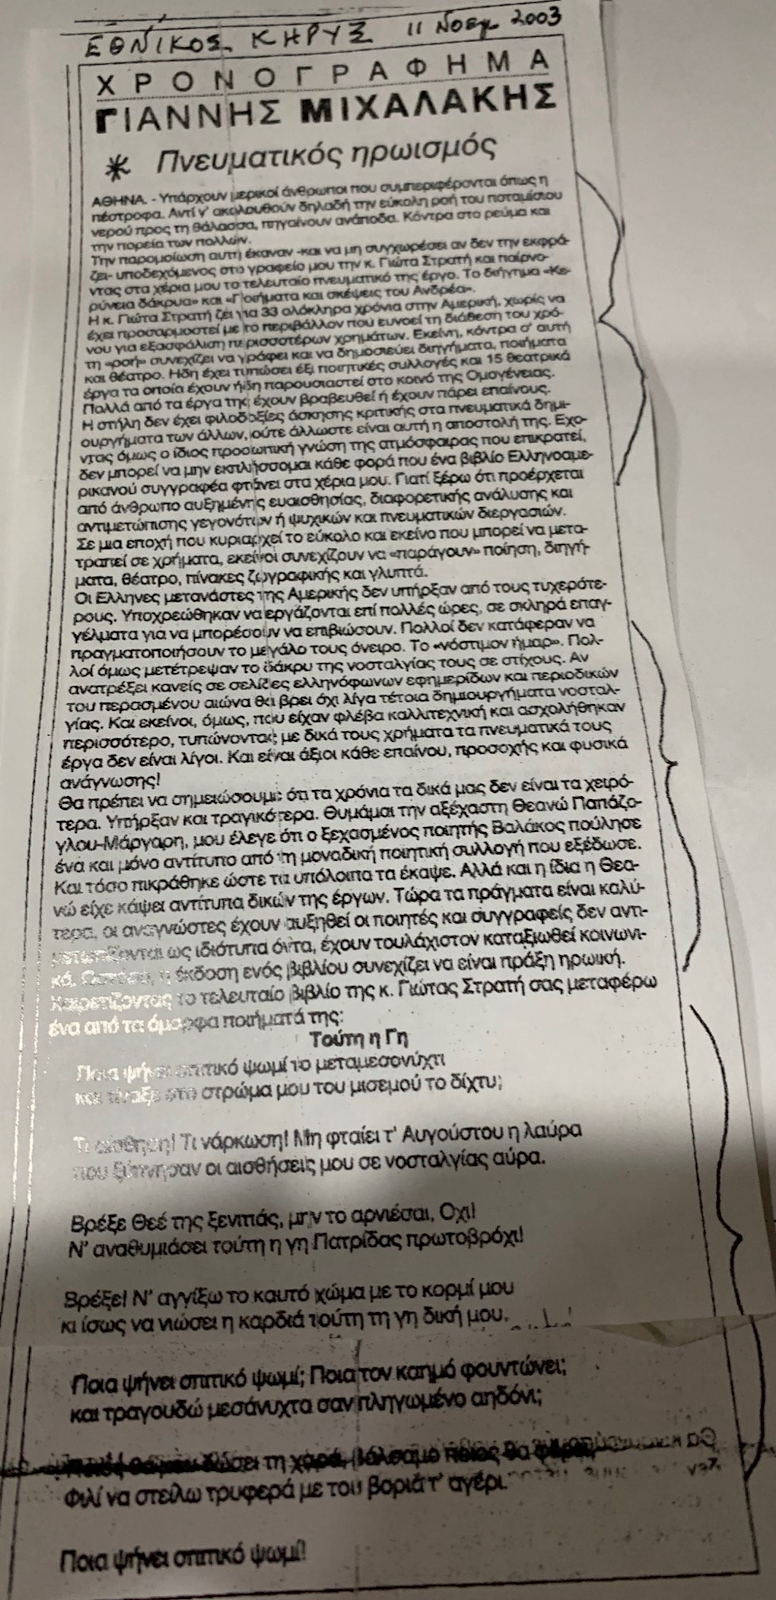 ΕΘΝΙΚΟΣ ΚΗΡΥΞ 11 Νοεμ 2003
ΧΡΟΝΟΓΡΑΦΗΜΑ
ΓΙΑΝΝΗΣ ΜΙΧΑΛΑΚΗΣ
* Πνευματικός ηρωισμός
ΑΘΗΝΑ. - Υπάρχουν μερικοί άνθρωποι που συμπεριφέρονται όπως η
πέστροφα. Αντί ν' ακολουθούν δηλαδή την εύκολη ροή του ποταμίσιου
νερού προς τη θάλασσα, πηγαίνουν ανάποδα. Κόντρα στο ρεύμα και
την πορεία των πολλών.
Την παρομοίωση αυτή έκαναν -και να μη συγχωρέσει αν δεν την εκφρά-
ζει- υποδεχόμενος στο γραφείο μου την κ. Γιώτα Στρατή και παίρνο-
ντας στα χέρια μου το τελευταίο πνευματικό της έργο. Το διήγημα «Κε-
ρύνεια δάκρυα» και «Ποιήματα και σκέψεις του Ανδρέα».
Η κ. Γιώτα Στρατή ζει για 33 ολόκληρα χρόνια στην Αμερική, χωρίς να
έχει προσαρμοστεί με το περιβάλλον που ευνοεί τη διάθεση του χρό-
νου για εξασφάλιση περισσοτέρων χρημάτων. Εκείνη, κόντρα σ' αυτή
τη «ροή» συνεχίζει να γράφει και να δημοσιεύει διηγήματα, ποιήματα
και θέατρο. Ηδη έχει τυπώσει έξι ποιητικές συλλογές και 15 θεατρικά
έργα τα οποία έχουν ήδη παρουσιαστεί στο κοινό της Ομογένειας.
Πολλά από τα έργα της έχουν βραβευθεί ή έχουν πάρει επαίνους.
Η στήλη δεν έχει φιλοδοξίες άσκησης κριτικής στα πνευματικά δημι-
ουργήματα των άλλων, ούτε άλλωστε είναι αυτή η αποστολή της. Εχο-
ντας όμως ο ίδιος προσωπική γνώση της ατμόσφαιρας που επικρατεί,
δεν μπορεί να μην εκπλήσσομαι κάθε φορά που ένα βιβλίο Ελληνοαμε-
ρικανού συγγραφέα φτάνει στα χέρια μου. Γιατί ξέρω ότι προέρχεται
από άνθρωπο αυξημένης ευαισθησίας, διαφορετικής ανάλυσης και
αντιμετώπισης γεγονότων ή ψυχικών και πνευματικών διεργασιών.
Σε μια εποχή που κυριαρχεί το εύκολο και εκείνο που μπορεί να μετα-
τραπεί σε χρήματα, εκείνοι συνεχίζουν να «παράγουν» ποίηση, διηγή-
ματα, θέατρο, πίνακες ζωγραφικής και γλυπτά.
Οι Ελληνες μετανάστες της Αμερικής δεν υπήρξαν από τους τυχερότε-
ρους. Υποχρεώθηκαν να εργάζονται επί πολλές ώρες, σε σκληρά επαγ-
γέλματα για να μπορέσουν να επιβιώσουν. Πολλοί δεν κατάφεραν να
πραγματοποιήσουν το μεγάλο τους όνειρο. Το «νόστιμον ήμαρ». Πολ-
λοί όμως μετέτρεψαν το δάκρυ της νοσταλγίας τους σε στίχους. Αν
ανατρέξει κανείς σε σελίδες ελληνόφωνων εφημερίδων και περιοδικών
του περασμένου αιώνα θα βρει όχι λίγα τέτοια δημιουργήματα νοσταλ-
γίας. Και εκείνοι, όμως, που είχαν φλέβα καλλιτεχνική και ασχολήθηκαν
περισσότερο, τυπώνοντας με δικά τους χρήματα τα πνευματικά τους
έργα δεν είναι λίγοι. Και είναι άξιοι κάθε επαίνου, προσοχής και φυσικά
ανάγνωσης!
Θα πρέπει να σημειώσουμε ότι τα χρόνια τα δικά μας δεν είναι τα χειρό-
τερα. Υπήρξαν και τραγικότερα. Θυμάμαι την αξέχαστη Θεανώ Παπάζο-
γλου-Μάργαρη, μου έλεγε ότι ο ξεχασμένος ποιητής Βαλάκος πούλησε
ένα και μόνο αντίτυπο από τη μοναδική ποιητική συλλογή που εξέδωσε.
Και τόσο πικράθηκε ώστε τα υπόλοιπα τα έκαψε. Αλλά και η ίδια η Θεα-
νώ είχε κάψει αντίτυπα δικών της έργων. Τώρα τα πράγματα είναι καλύ-
τερα, οι αναγνώστες έχουν αυξηθεί οι ποιητές και συγγραφείς δεν αντι-
μετωπίζονται ως ιδιότυπα όντα, έχουν τουλάχιστον καταξιωθεί κοινωνι-
κά. Ωστόσο, η έκδοση ενός βιβλίου συνεχίζει να είναι πράξη ηρωική.
Χαιρετίζοντας το τελευταίο βιβλίο της κ. Γιώτας Στρατή σας μεταφέρω
ένα από τα όμορφα ποιήματά της:
Τούτη η Γη
Ποια ψήνει σπιτικό ψωμί το μεταμεσονύχτι
και τίναξε στο στρώμα μου του μισεμού το δίχτυ;
Τι αίσθηση! Τι νάρκωση! Μη φταίει τ' Αυγούστου η λαύρα
που ξύπνησαν οι αισθήσεις μου σε νοσταλγίας αύρα.
Βρέξε Θεέ της ξενιτιάς, μην το αρνιέσαι, Οχι!
Ν' αναθυμιάσει τούτη η γη Πατρίδας πρωτοβρόχι!
Βρέξε! Ν' αγγίξω το καυτό χώμα με το κορμί μου
κι ίσως να νιώσει η καρδιά τούτη τη γη δική μου.
Ποια ψήνει σπιτικό ψωμί; Ποια τον καημό φουντώνει;
και τραγουδώ μεσάνυχτα σαν πληγωμένο αηδόνι;
Ποιος θα μου δώσει τη χαρά, βάλσαμο ποιος θα φέρει,
Φιλί να στείλω τρυφερά με του βοριά τ' αγέρι.
Ποια ψήνει σπιτικό ψωμί!